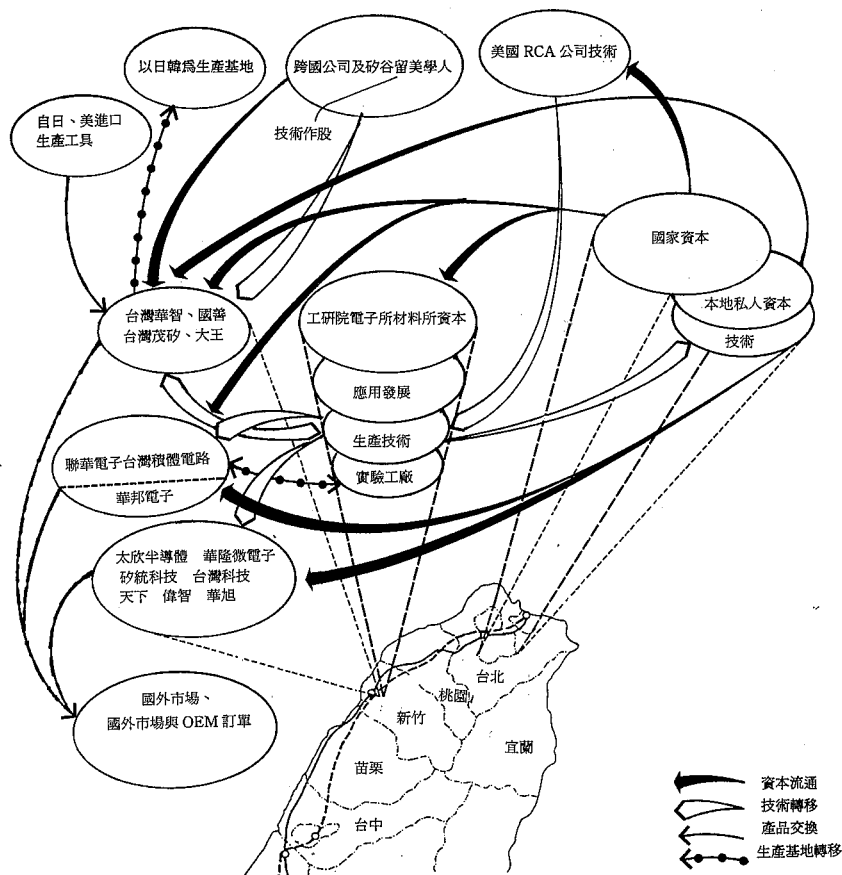 以日韓爲生產基地
跨國公司及矽谷留美學人
美國 RCA 公司技術
自日、美進口
生產工具
技術作股
國家資本
本地私人資本
技術
台灣華智、國善
台灣茂矽、大王
工研院電子所材料所資本
應用發展
生產技術
實驗工廠
聯華電子台灣積體電路
華邦電子
太欣半導體 華隆微電子
矽統科技 台灣科技
天下 偉智 華旭
國外市場、
國外市場與 OEM 訂單
台北
桃園
新竹
宜蘭
苗栗
台中
資本流通
技術轉移
產品交換
生產基地轉移